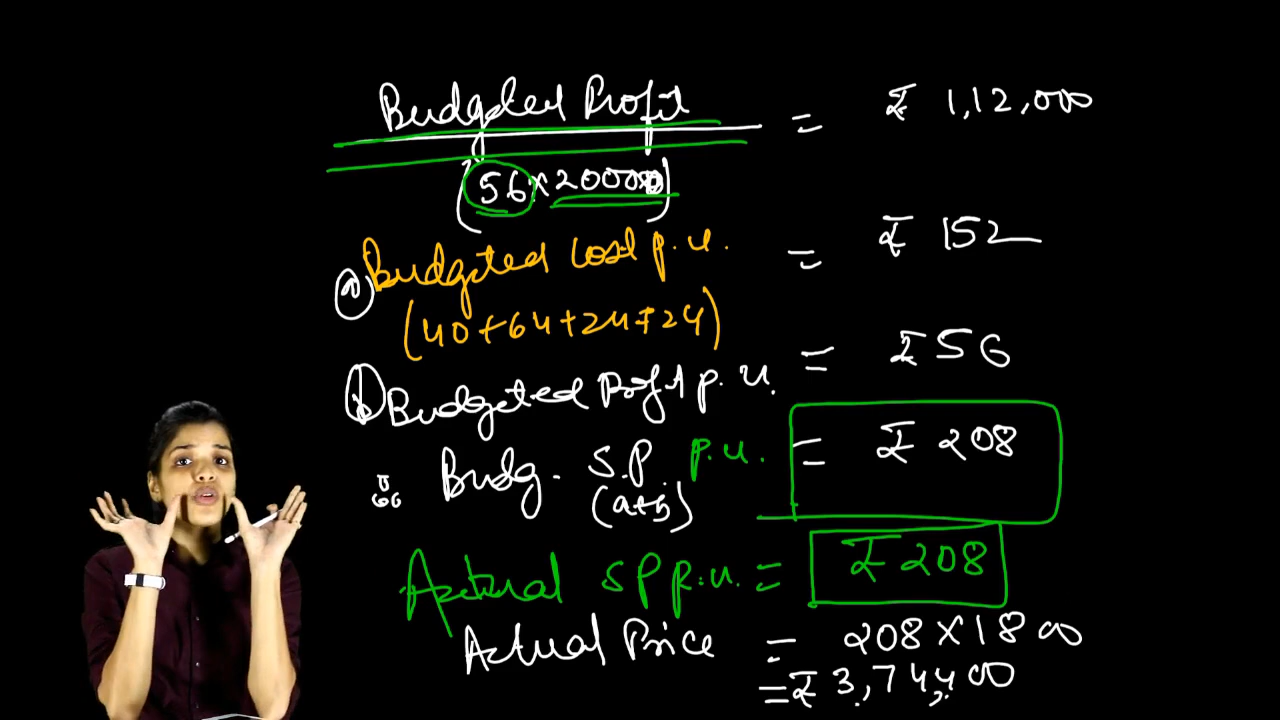 Budgeted Profit = ₹ 1,12,000
(56 × 2000)
(a) Budgeted Cost p.u. = ₹ 152
(40+64+24+24)
(b) Budgeted Profit p.u. = ₹ 56
Budg. S.P. p.u. = ₹ 208
(a+b)
Actual SP p.u. = ₹ 208
Actual Price = 208 × 1800
= ₹ 3,74,400